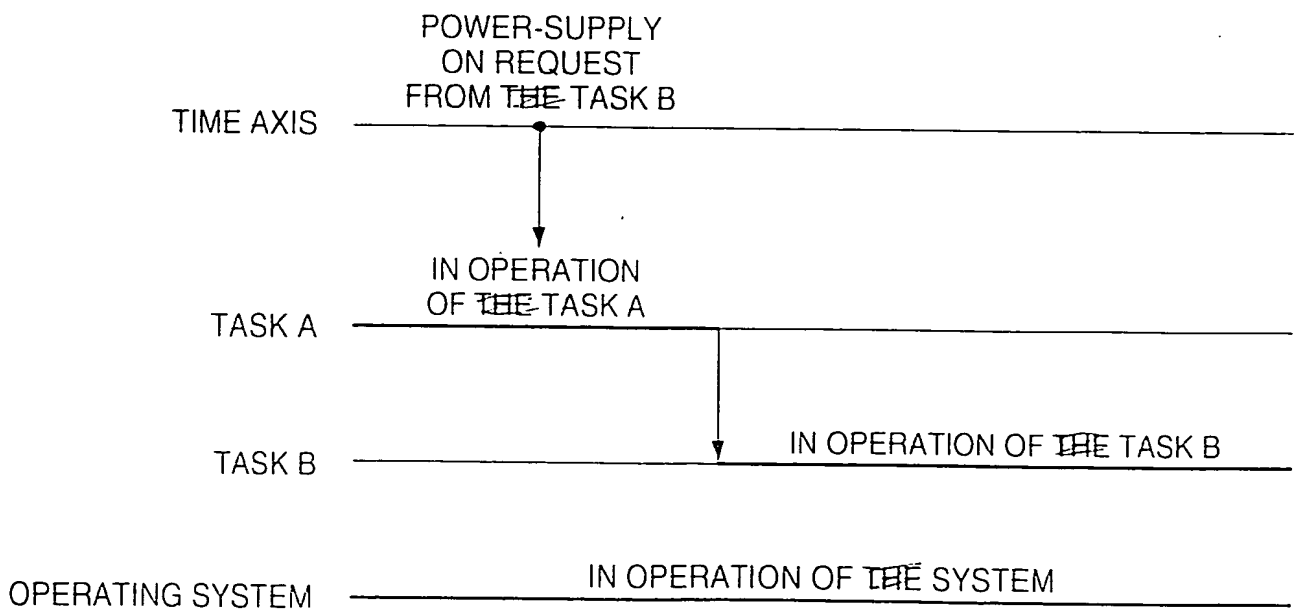 POWER-SUPPLY
ON REQUEST
FROM THE TASK B
TIME AXIS
IN OPERATION
OF THE TASK A
TASK A
IN OPERATION OF THE TASK B
TASK B
IN OPERATION OF THE SYSTEM
OPERATING SYSTEM